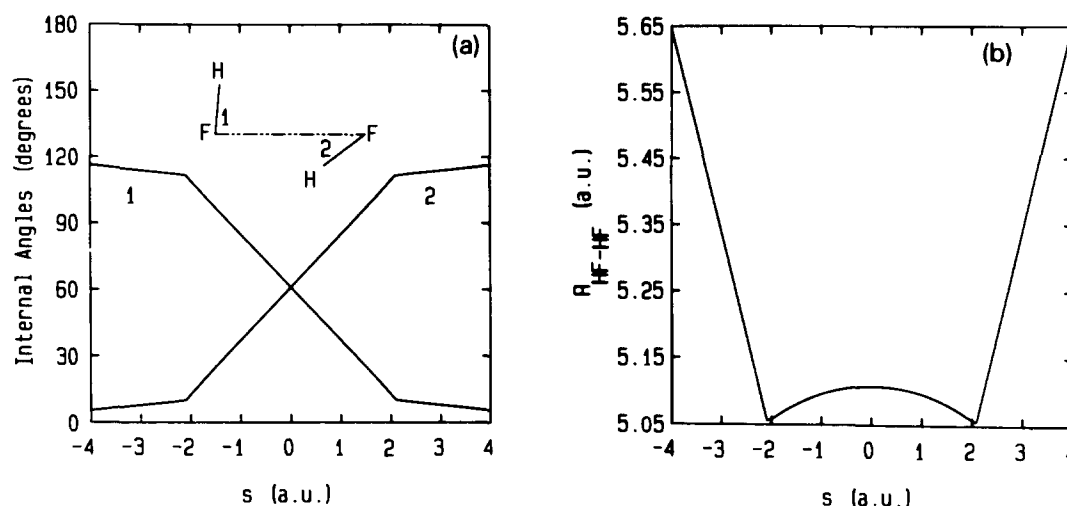 (a)
Internal Angles (degrees)
180
150
120
90
60
30
0
H
1
F
F
2
H
1
2
-4 -3 -2 -1 0 1 2 3 4
s (a.u.)
(b)
R HF-HF (a.u.)
5.65
5.55
5.45
5.35
5.25
5.15
5.05
-4 -3 -2 -1 0 1 2 3 4
s (a.u.)